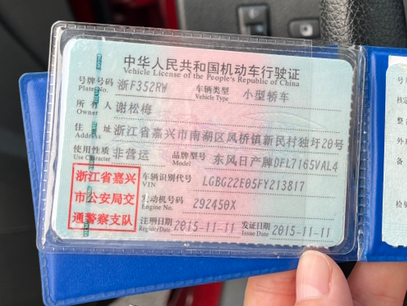 中华人民共和国机动车行驶证
Vehicle License of the People's Republic of China
号牌号码 浙F352RW 车辆类型 小型轿车
Plate No. Vehicle Type
所有人 谢松梅
Owner
住址 浙江省嘉兴市南湖区凤桥镇新民村独圩20号
Address
使用性质 非营运 品牌型号 东风日产牌DFL7165VAL4
Use Character Model
浙江省嘉兴
市公安局交
通警察支队
车辆识别代号 LGBG22E05FY213817
VIN
发动机号码 292450X
Engine No.
注册日期 2015-11-11 发证日期 2015-11-11
Register Date Issue Date